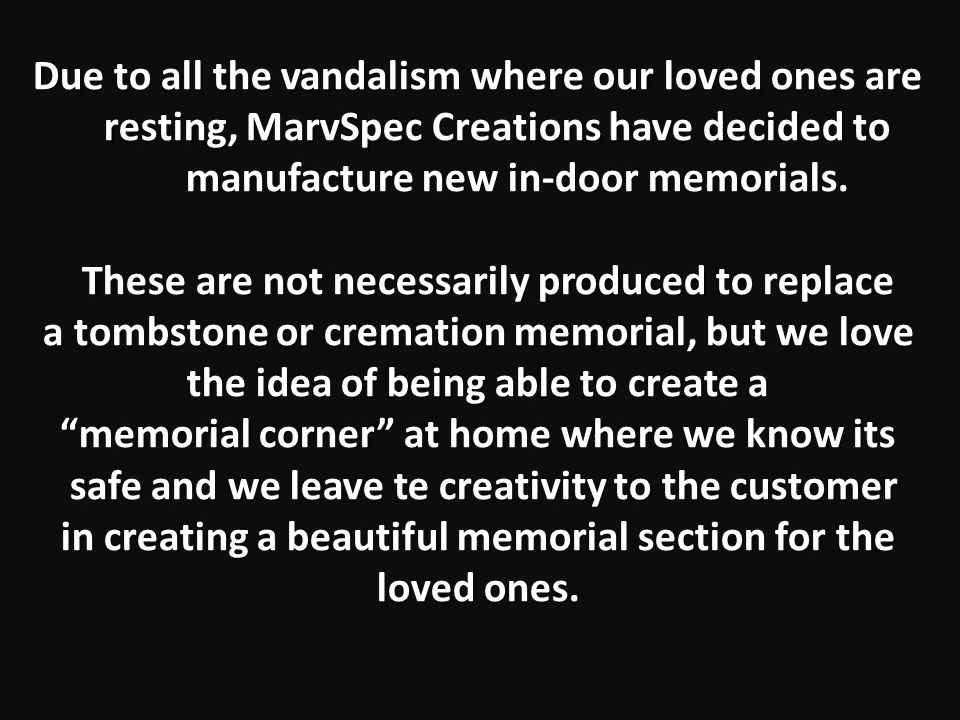 Due to all the vandalism where our loved ones are
resting, MarvSpec Creations have decided to
manufacture new in-door memorials.
These are not necessarily produced to replace
a tombstone or cremation memorial, but we love
the idea of being able to create a
“memorial corner” at home where we know its
safe and we leave te creativity to the customer
in creating a beautiful memorial section for the
loved ones.